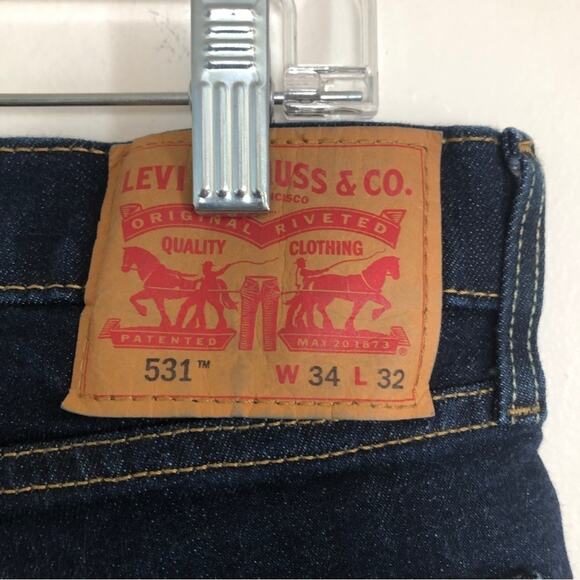 LEVI USS & CO.
CISCO
ORIGINAL RIVETED
QUALITY CLOTHING
PATENTED MAY 20 1873
531™ W 34 L 32